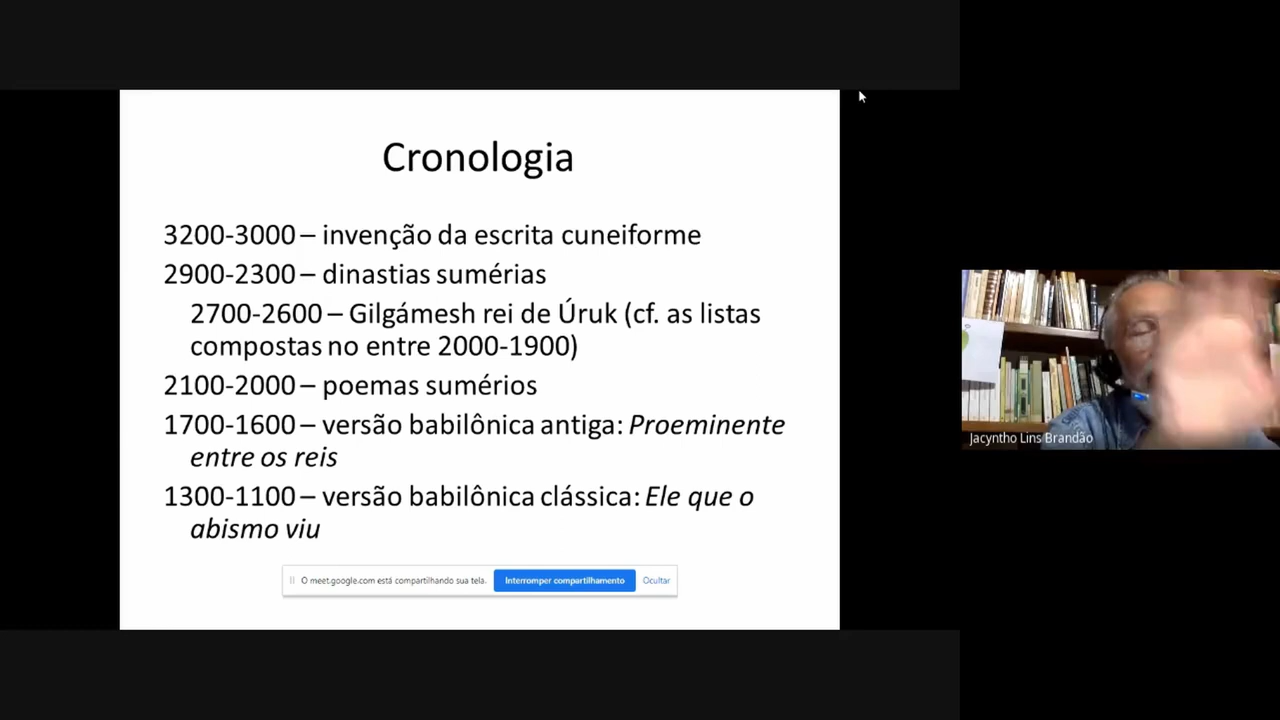 Cronologia
3200-3000 – invenção da escrita cuneiforme
2900-2300 – dinastias sumérias
2700-2600 – Gilgámesh rei de Úruk (cf. as listas
compostas no entre 2000-1900)
2100-2000 – poemas sumérios
1700-1600 – versão babilônica antiga: Proeminente
entre os reis
1300-1100 – versão babilônica clássica: Ele que o
abismo viu
O meet.google.com está compartilhando sua tela. Interromper compartilhamento Ocultar
Jacyntho Lins Brandão